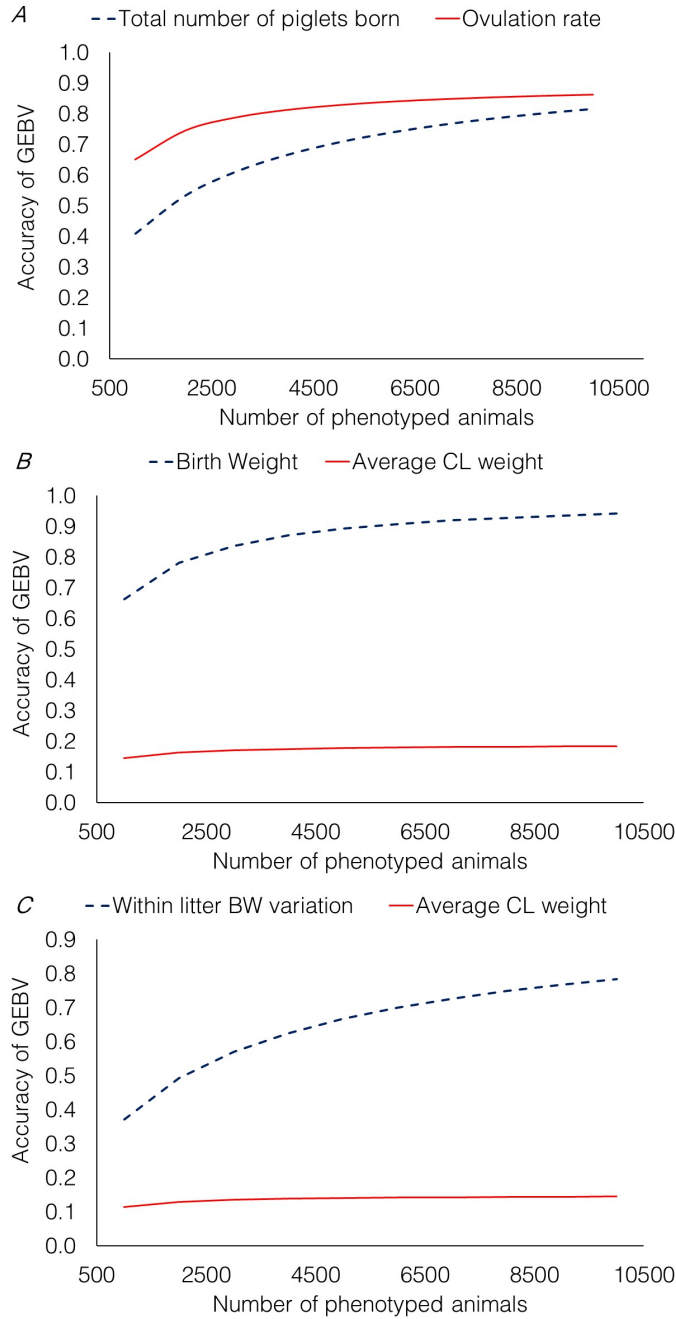 A
Total number of piglets born Ovulation rate
1.0
0.9
0.8
0.7
0.6
0.5
0.4
0.3
0.2
0.1
0.0
Accuracy of GEBV
500 2500 4500 6500 8500 10500
Number of phenotyped animals
B
Birth Weight Average CL weight
1.0
0.9
0.8
0.7
0.6
0.5
0.4
0.3
0.2
0.1
0.0
Accuracy of GEBV
500 2500 4500 6500 8500 10500
Number of phenotyped animals
C
Within litter BW variation Average CL weight
0.9
0.8
0.7
0.6
0.5
0.4
0.3
0.2
0.1
0.0
Accuracy of GEBV
500 2500 4500 6500 8500 10500
Number of phenotyped animals